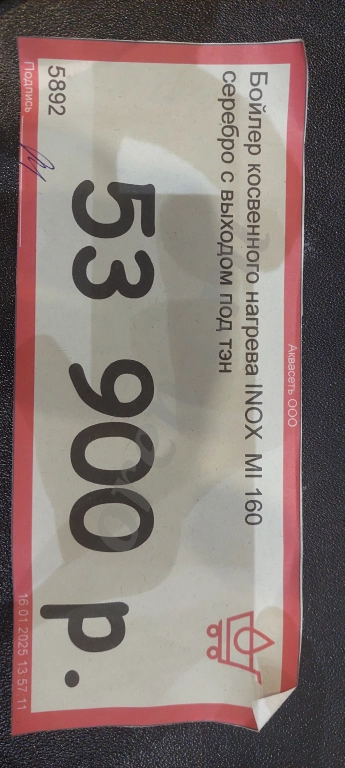 Аквасеть ООО
Бойлер косвенного нагрева INOX MI 160
серебро с выходом под тэн
53 900 р.
5892
Подпись
16.01.2025 13:57:11